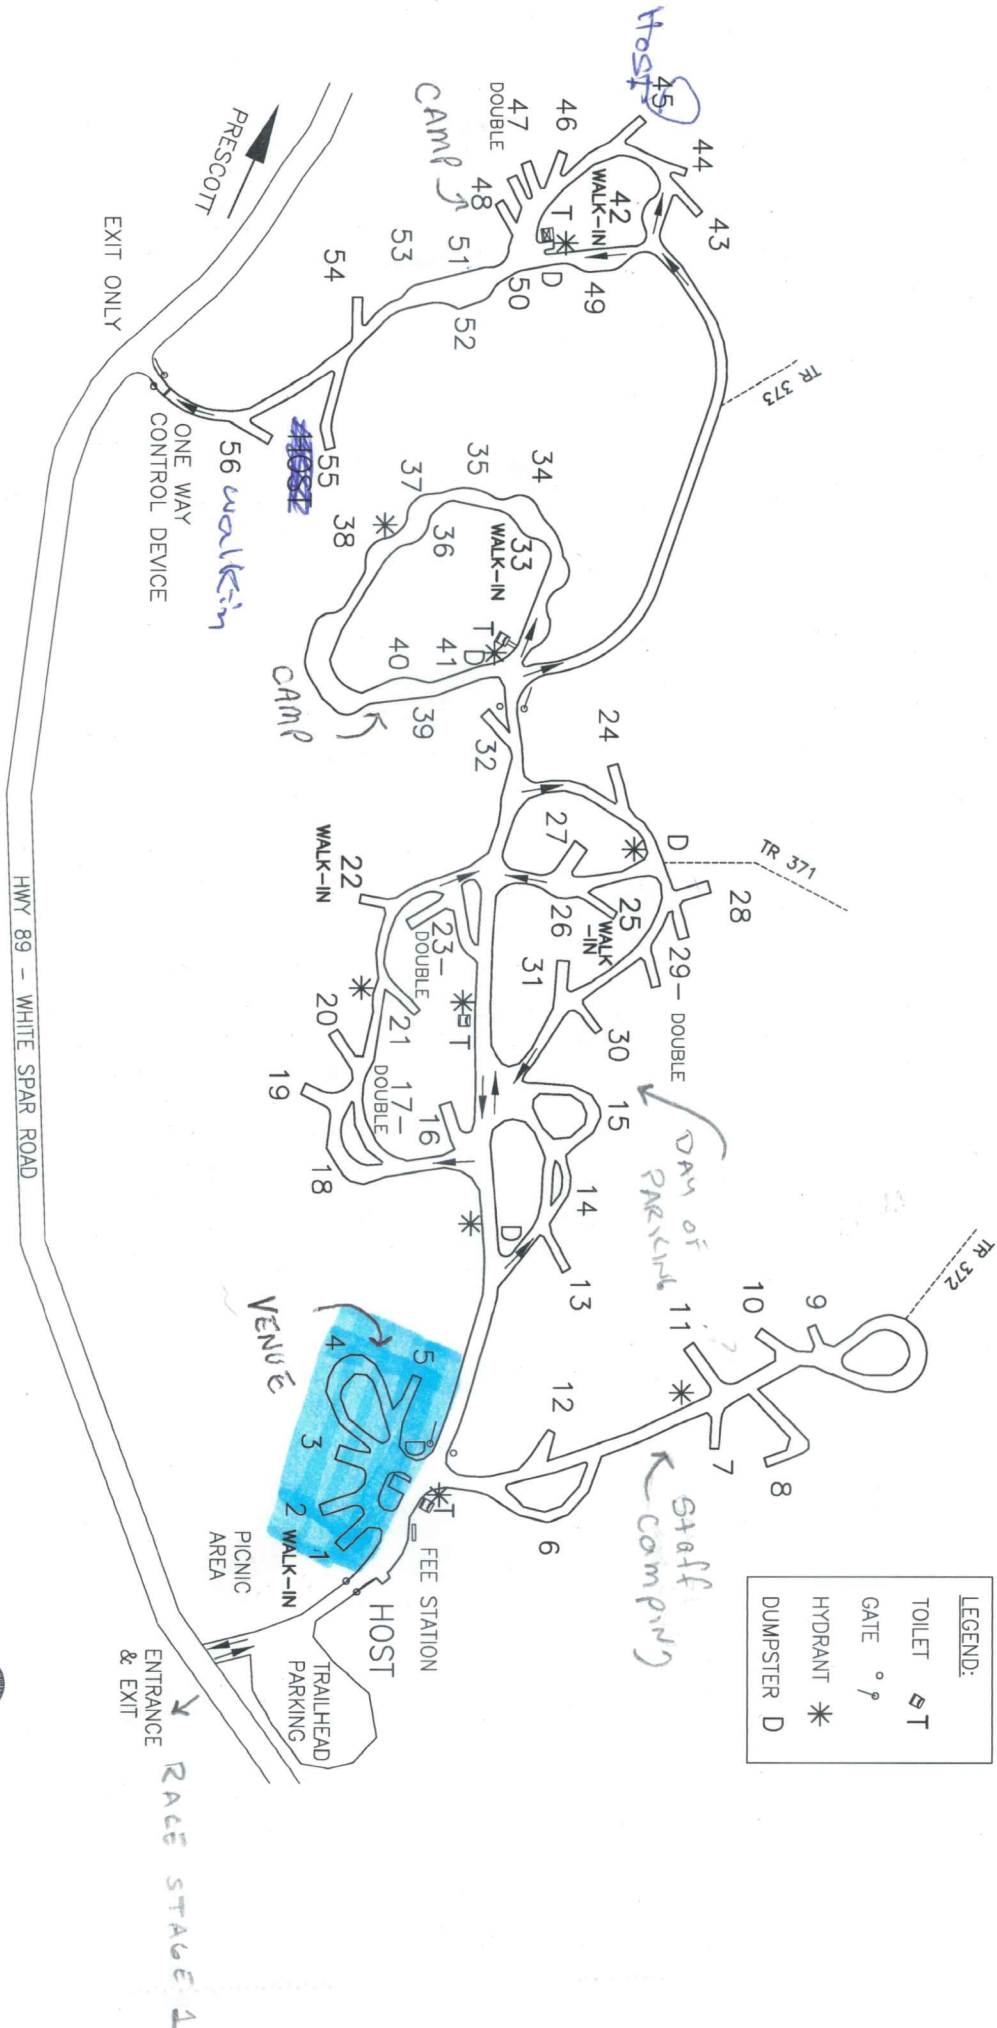 LEGEND:
TOILET T
GATE
HYDRANT
DUMPSTER D
TR 373
TR 371
TR 372
Host
45
44
43
46
47
DOUBLE
42
WALK-IN
T
D
48
CAMP
49
50
51
52
53
54
55
HOST
56 walkin
PRESCOTT
EXIT ONLY
ONE WAY
CONTROL DEVICE
34
35
33
WALK-IN
36
37
38
T
D
41
40
39
CAMP
32
24
D
27
28
25
WALK
-IN
26
29- DOUBLE
31
30
22
WALK-IN
23-
DOUBLE
T
21
20
19
17-
DOUBLE
16
18
15
14
D
13
DAY OF
PARKING
10
9
11
8
7
12
6
Staff
Camping
VENUE
5
4
D
3
2
WALK-IN
1
T
FEE STATION
HOST
PICNIC
AREA
TRAILHEAD
PARKING
ENTRANCE
& EXIT
RACE STAGE 1
HWY 89 - WHITE SPAR ROAD